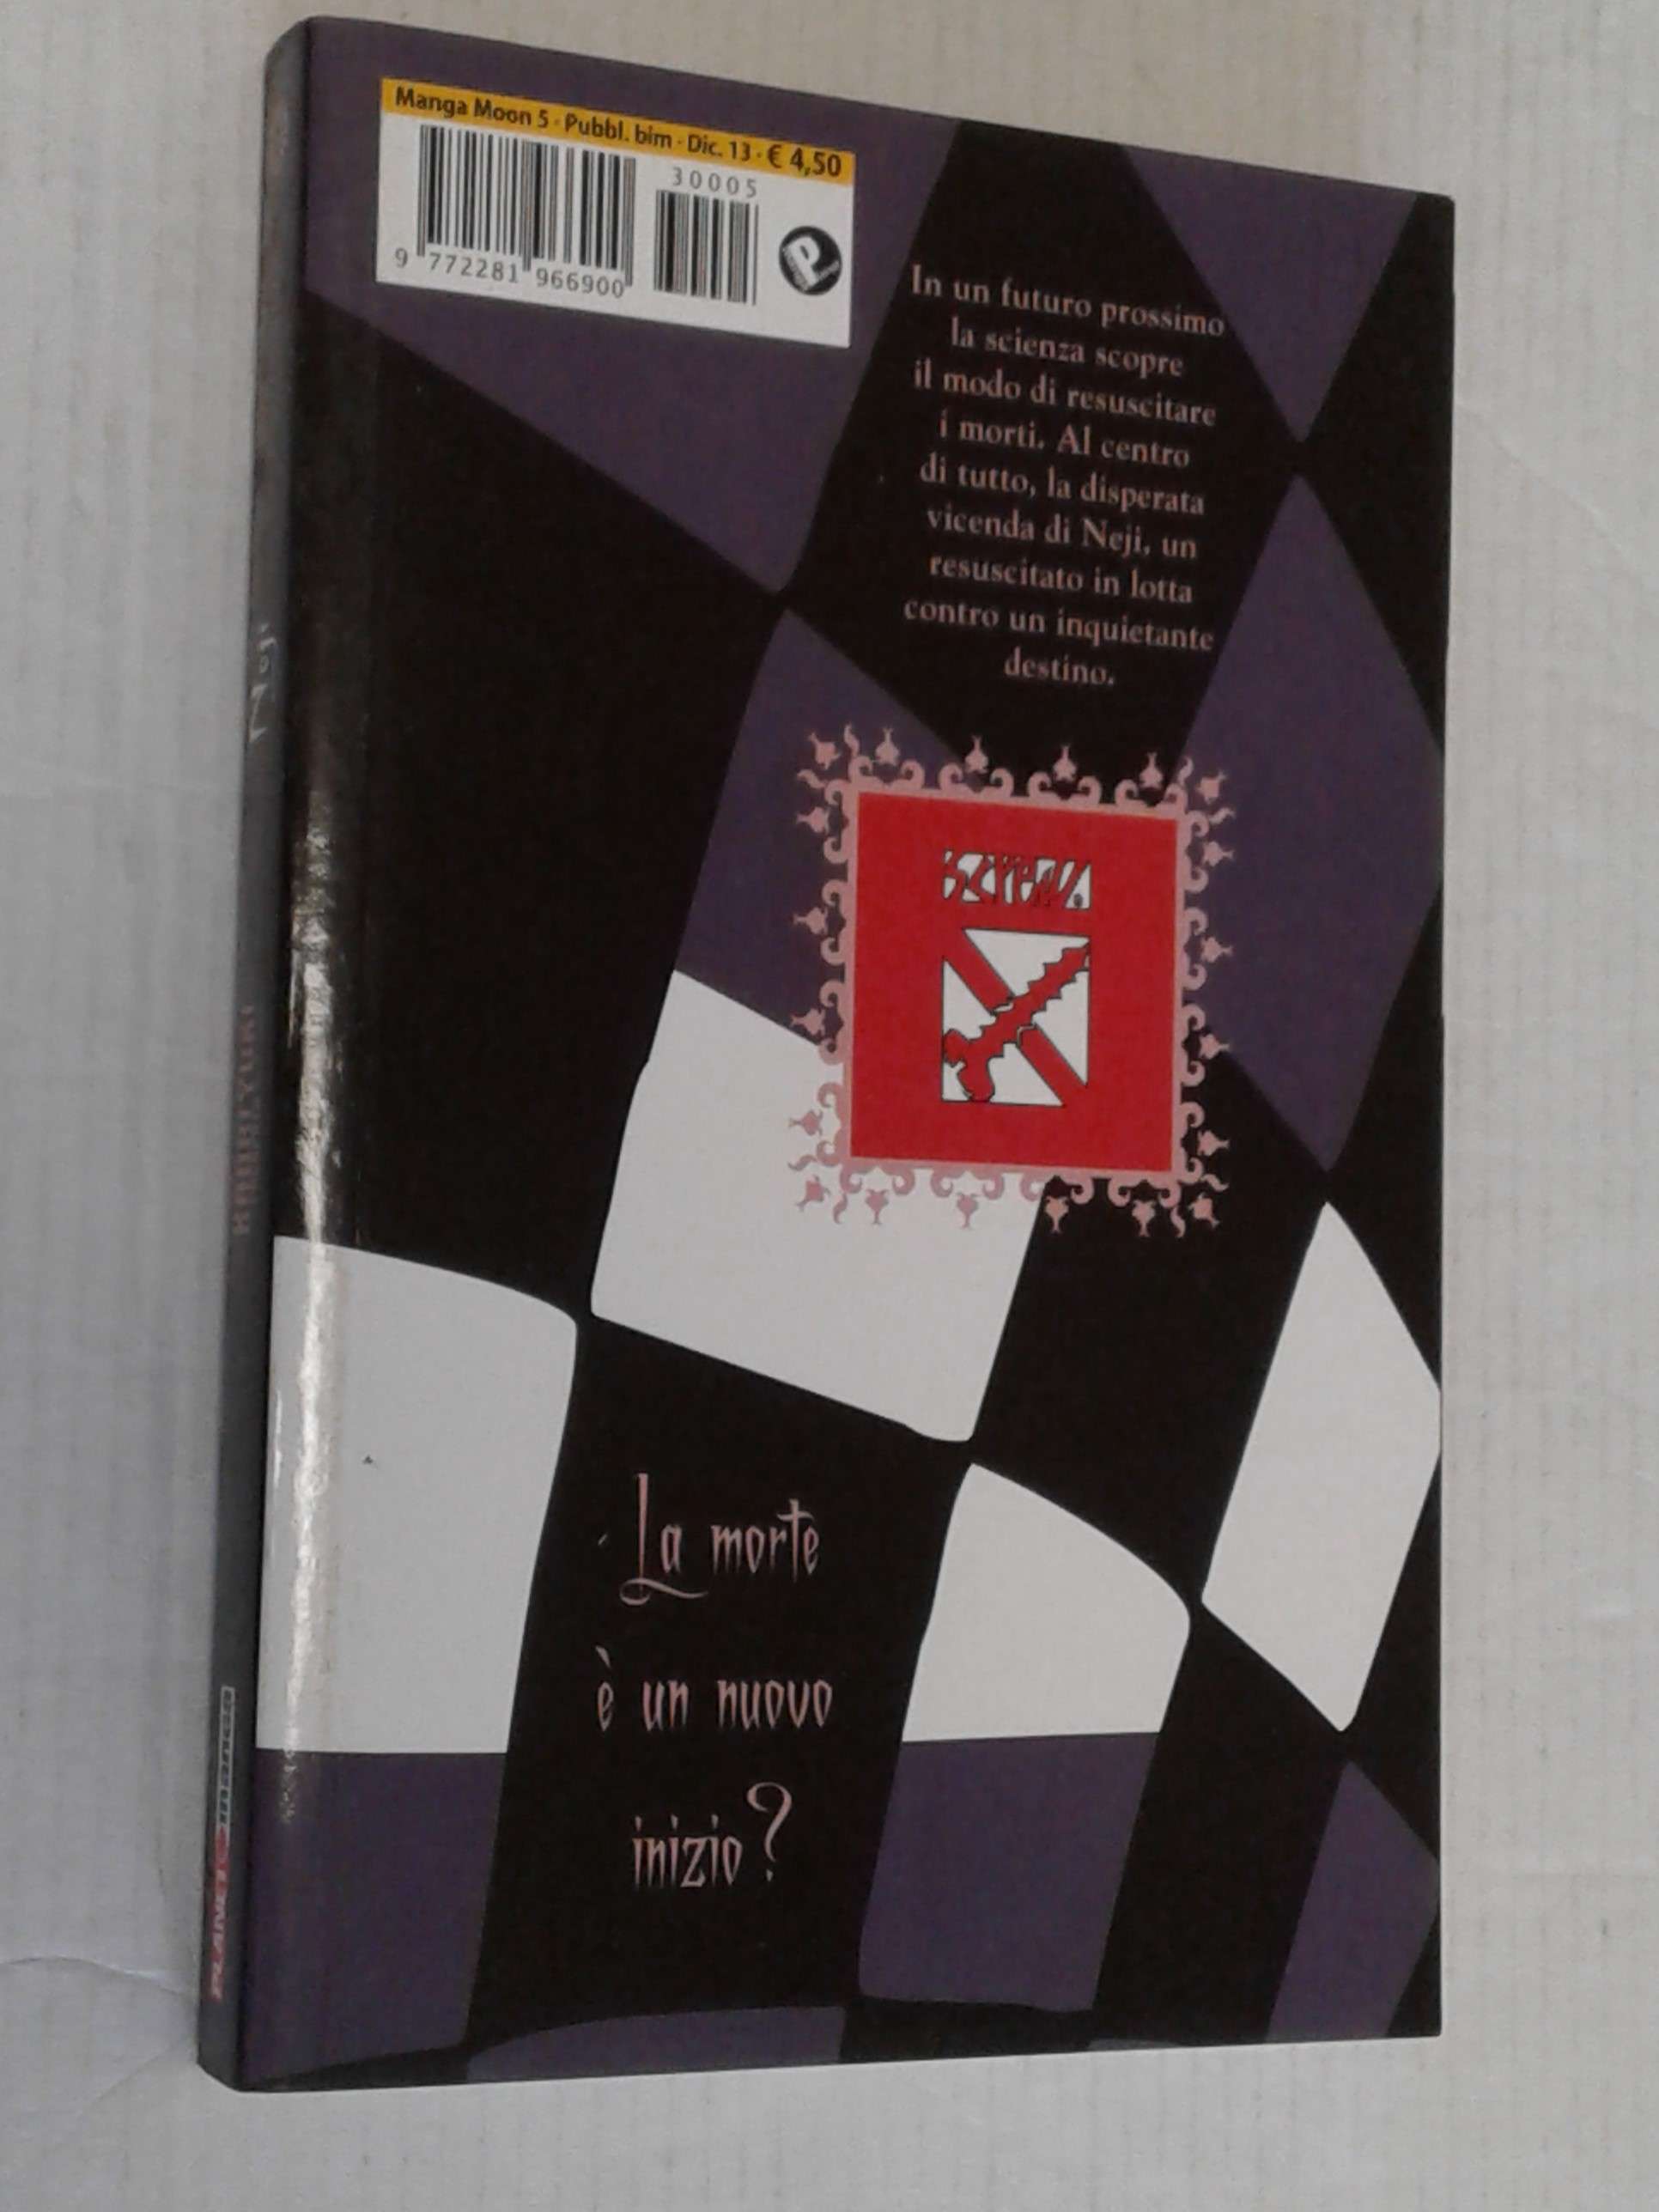 Manga Moon 5 · Pubbl. bim · Dic. 13 · € 4,50
30005
9 772281 966900
In un futuro prossimo
la scienza scopre
il modo di resuscitare
i morti. Al centro
di tutto, la disperata
vicenda di Neji, un
resuscitato in lotta
contro un inquietante
destino.
La morte
è un nuovo
inizio?
Neji
PLANET manga